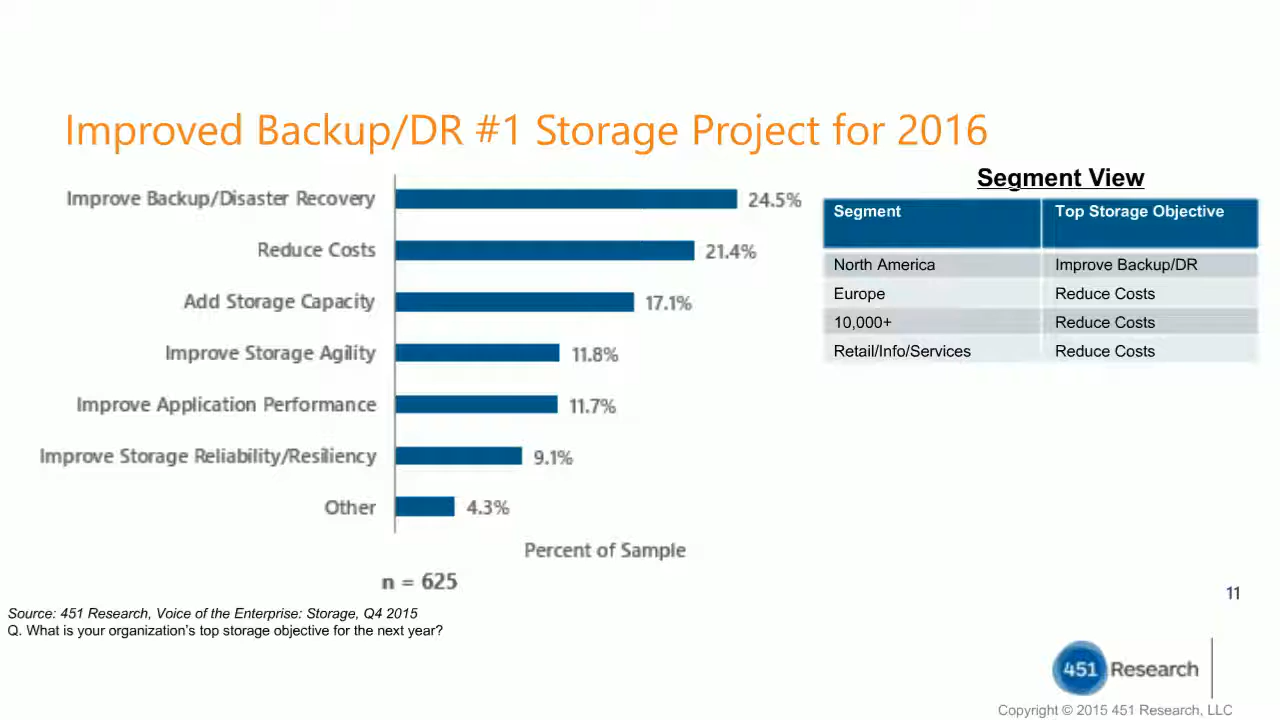 Improved Backup/DR #1 Storage Project for 2016
Improve Backup/Disaster Recovery 24.5%
Reduce Costs 21.4%
Add Storage Capacity 17.1%
Improve Storage Agility 11.8%
Improve Application Performance 11.7%
Improve Storage Reliability/Resiliency 9.1%
Other 4.3%
Percent of Sample
n = 625
Segment View
Segment Top Storage Objective
North America Improve Backup/DR
Europe Reduce Costs
10,000+ Reduce Costs
Retail/Info/Services Reduce Costs
11
Source: 451 Research, Voice of the Enterprise: Storage, Q4 2015
Q. What is your organization's top storage objective for the next year?
451 Research
Copyright © 2015 451 Research, LLC